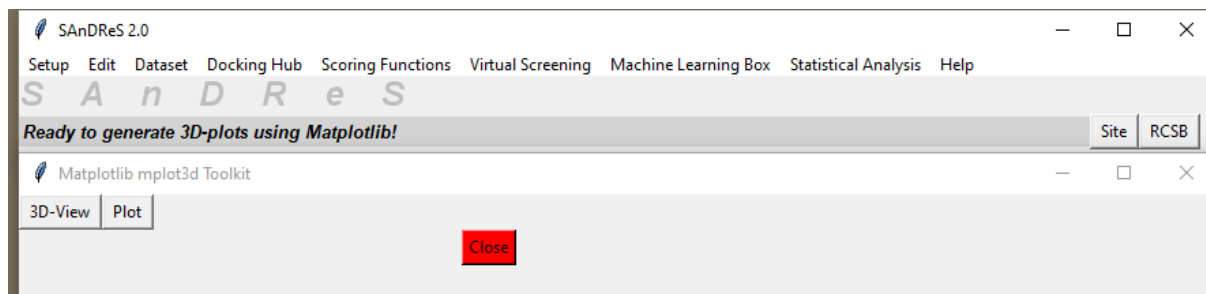 SAnDReS 2.0
Setup Edit Dataset Docking Hub Scoring Functions Virtual Screening Machine Learning Box Statistical Analysis Help
S A n D R e S
Ready to generate 3D-plots using Matplotlib! Site RCSB
Matplotlib mplot3d Toolkit
3D-View Plot
Close